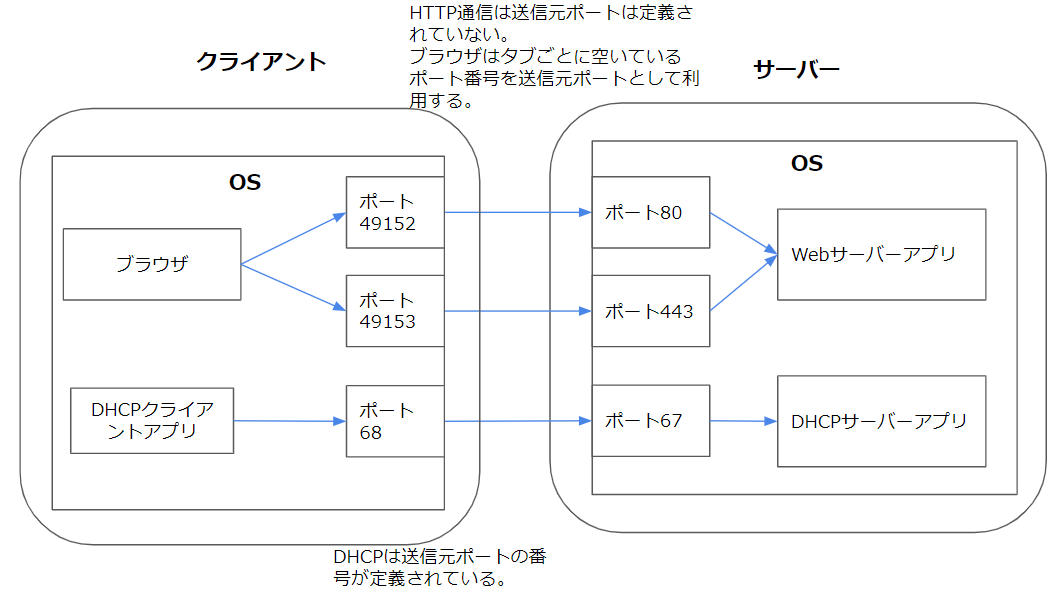 HTTP通信は送信元ポートは定義さ
れていない。
ブラウザはタブごとに空いている
ポート番号を送信元ポートとして利
用する。
クライアント
サーバー
OS
ポート
49152
ブラウザ
ポート
49153
DHCPクライア
ントアプリ
ポート
68
OS
ポート80
Webサーバーアプリ
ポート443
ポート67
DHCPサーバーアプリ
DHCPは送信元ポートの番
号が定義されている。